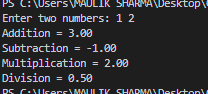 PS C:\Users\MAULIK SHARMA\Desktop\
Enter two numbers: 1 2
Addition = 3.00
Subtraction = -1.00
Multiplication = 2.00
Division = 0.50
PS C:\Users\MAULIK SHARMA\Desktop\